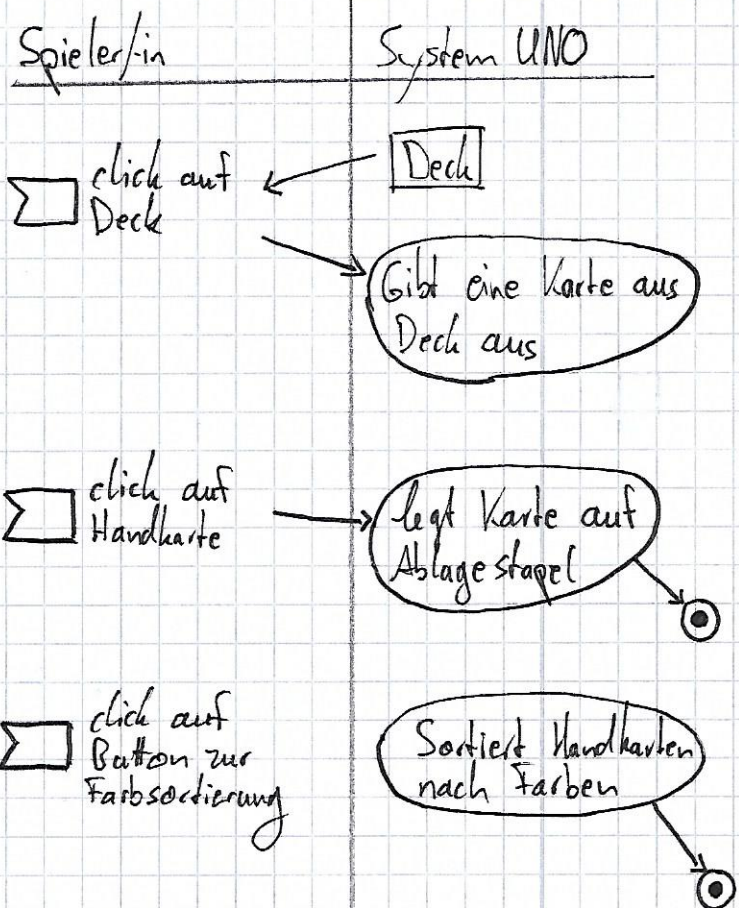 Spieler/-in
System UNO
click auf
Deck
Deck
Gibt eine Karte aus
Deck aus
click auf
Handkarte
legt Karte auf
Ablagestapel
click auf
Button zur
Farbsortierung
Sortiert Handkarten
nach Farben